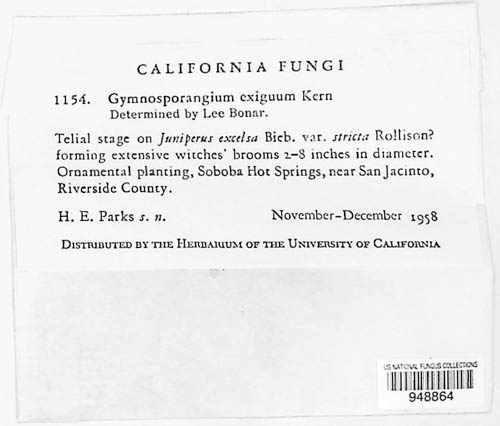 CALIFORNIA FUNGI
1154. Gymnosporangium exiguum Kern
Determined by Lee Bonar.
Telial stage on Juniperus excelsa Bieb. var. stricta Rollison?
forming extensive witches' brooms 2–8 inches in diameter.
Ornamental planting, Soboba Hot Springs, near San Jacinto,
Riverside County.
H. E. Parks s. n. November–December 1958
DISTRIBUTED BY THE HERBARIUM OF THE UNIVERSITY OF CALIFORNIA
US NATIONAL FUNGUS COLLECTIONS
948864